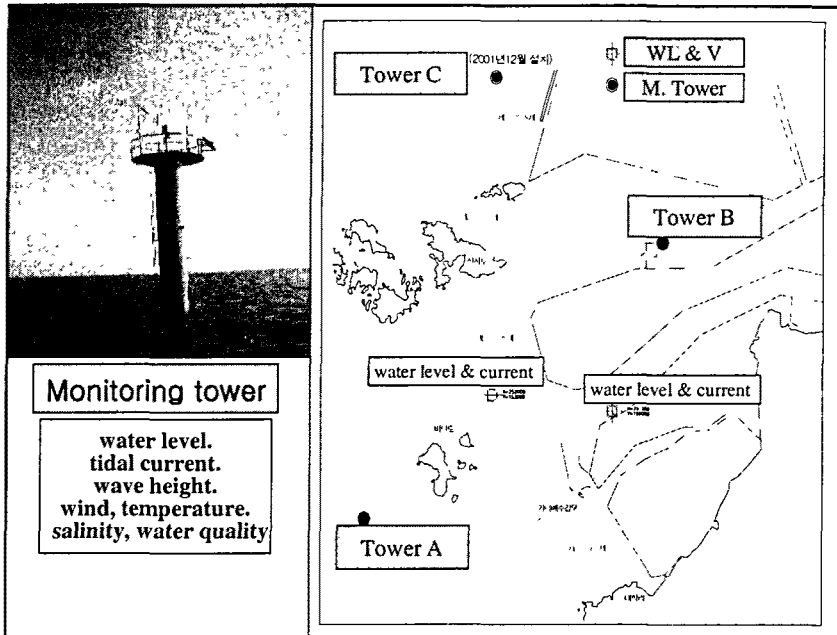 Monitoring tower
water level.
tidal current.
wave height.
wind, temperature.
salinity, water quality
Tower C
(2001년12월 설치)
WL & V
M. Tower
Tower B
water level & current
water level & current
Tower A